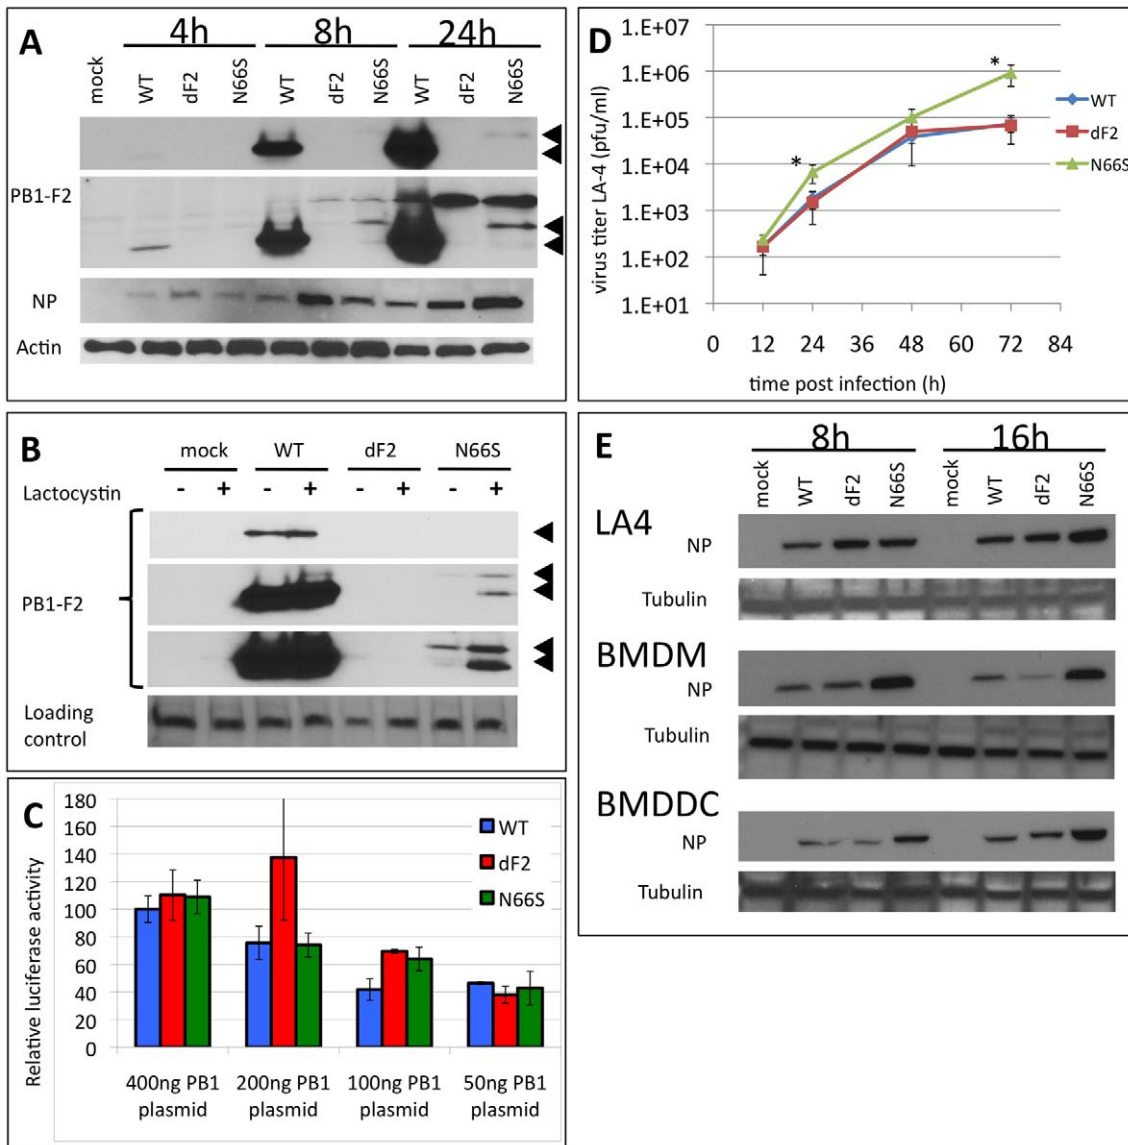 A
4h 8h 24h
mock WT dF2 N66S WT dF2 N66S WT dF2 N66S
PB1-F2
NP
Actin
B
mock WT dF2 N66S
Lactocystin - + - + - + - +
PB1-F2
Loading
control
C
Relative luciferase activity
180
160
140
120
100
80
60
40
20
0
WT
dF2
N66S
400ng PB1 200ng PB1 100ng PB1 50ng PB1
plasmid plasmid plasmid plasmid
D
virus titer LA-4 (pfu/ml)
1.E+07
1.E+06
1.E+05
1.E+04
1.E+03
1.E+02
1.E+01
* *
WT
dF2
N66S
0 12 24 36 48 60 72 84
time post infection (h)
E
8h 16h
mock WT dF2 N66S mock WT dF2 N66S
LA4
NP
Tubulin
BMDM
NP
Tubulin
BMDDC
NP
Tubulin